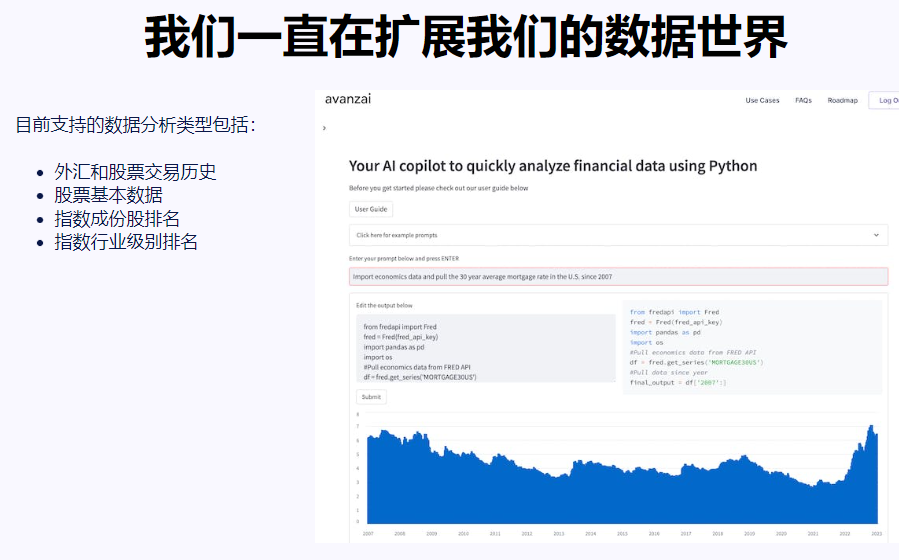 我们一直在扩展我们的数据世界
目前支持的数据分析类型包括：
外汇和股票交易历史
股票基本数据
指数成份股排名
指数行业级别排名
avanzai
Use Cases
FAQs
Roadmap
Log O
Your AI copilot to quickly analyze financial data using Python
Before you get started please check out our user guide below
User Guide
Click here for example prompts
Enter your prompt below and press ENTER
Import economics data and pull the 30 year average mortgage rate in the U.S. since 2007
Edit the output below
from fredapi import Fred
fred = Fred(fred_api_key)
import pandas as pd
import os
#Pull economics data from FRED API
df = fred.get_series('MORTGAGE30US')
from fredapi import Fred
fred = Fred(fred_api_key)
import pandas as pd
import os
#Pull economics data from FRED API
df = fred.get_series('MORTGAGE30US')
#Pull data since year
final_output = df['2007':]
Submit
8
7
6
5
4
3
2
1
0
2007 2008 2009 2010 2011 2012 2013 2014 2015 2016 2017 2018 2019 2020 2021 2022 2023